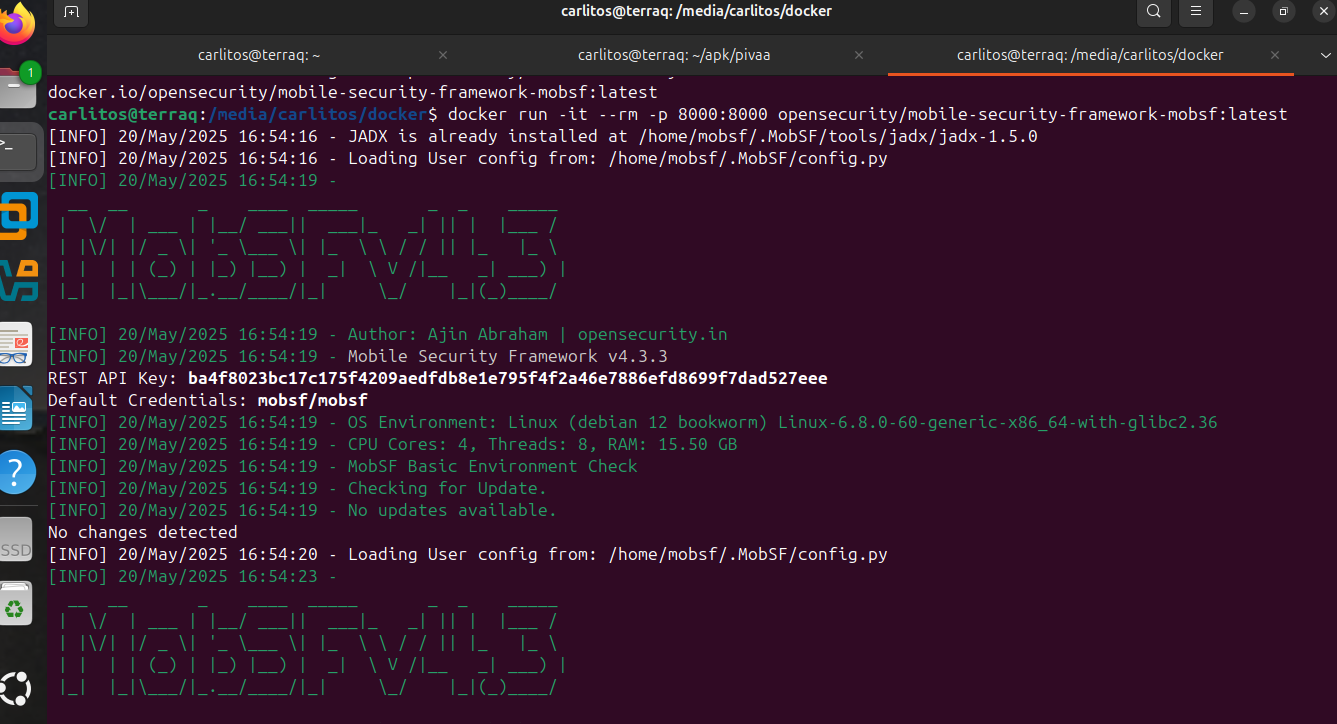 carlitos@terraq: /media/carlitos/docker
carlitos@terraq: ~
carlitos@terraq: ~/apk/pivaa
carlitos@terraq: /media/carlitos/docker
1
docker.io/opensecurity/mobile-security-framework-mobsf:latest
carlitos@terraq:/media/carlitos/docker$ docker run -it --rm -p 8000:8000 opensecurity/mobile-security-framework-mobsf:latest
[INFO] 20/May/2025 16:54:16 - JADX is already installed at /home/mobsf/.MobSF/tools/jadx/jadx-1.5.0
[INFO] 20/May/2025 16:54:16 - Loading User config from: /home/mobsf/.MobSF/config.py
[INFO] 20/May/2025 16:54:19 -
MobSF v4.3
[INFO] 20/May/2025 16:54:19 - Author: Ajin Abraham | opensecurity.in
[INFO] 20/May/2025 16:54:19 - Mobile Security Framework v4.3.3
REST API Key: ba4f8023bc17c175f4209aedfdb8e1e795f4f2a46e7886efd8699f7dad527eee
Default Credentials: mobsf/mobsf
[INFO] 20/May/2025 16:54:19 - OS Environment: Linux (debian 12 bookworm) Linux-6.8.0-60-generic-x86_64-with-glibc2.36
[INFO] 20/May/2025 16:54:19 - CPU Cores: 4, Threads: 8, RAM: 15.50 GB
[INFO] 20/May/2025 16:54:19 - MobSF Basic Environment Check
[INFO] 20/May/2025 16:54:19 - Checking for Update.
[INFO] 20/May/2025 16:54:19 - No updates available.
No changes detected
[INFO] 20/May/2025 16:54:20 - Loading User config from: /home/mobsf/.MobSF/config.py
[INFO] 20/May/2025 16:54:23 -
MobSF v4.3
SSD